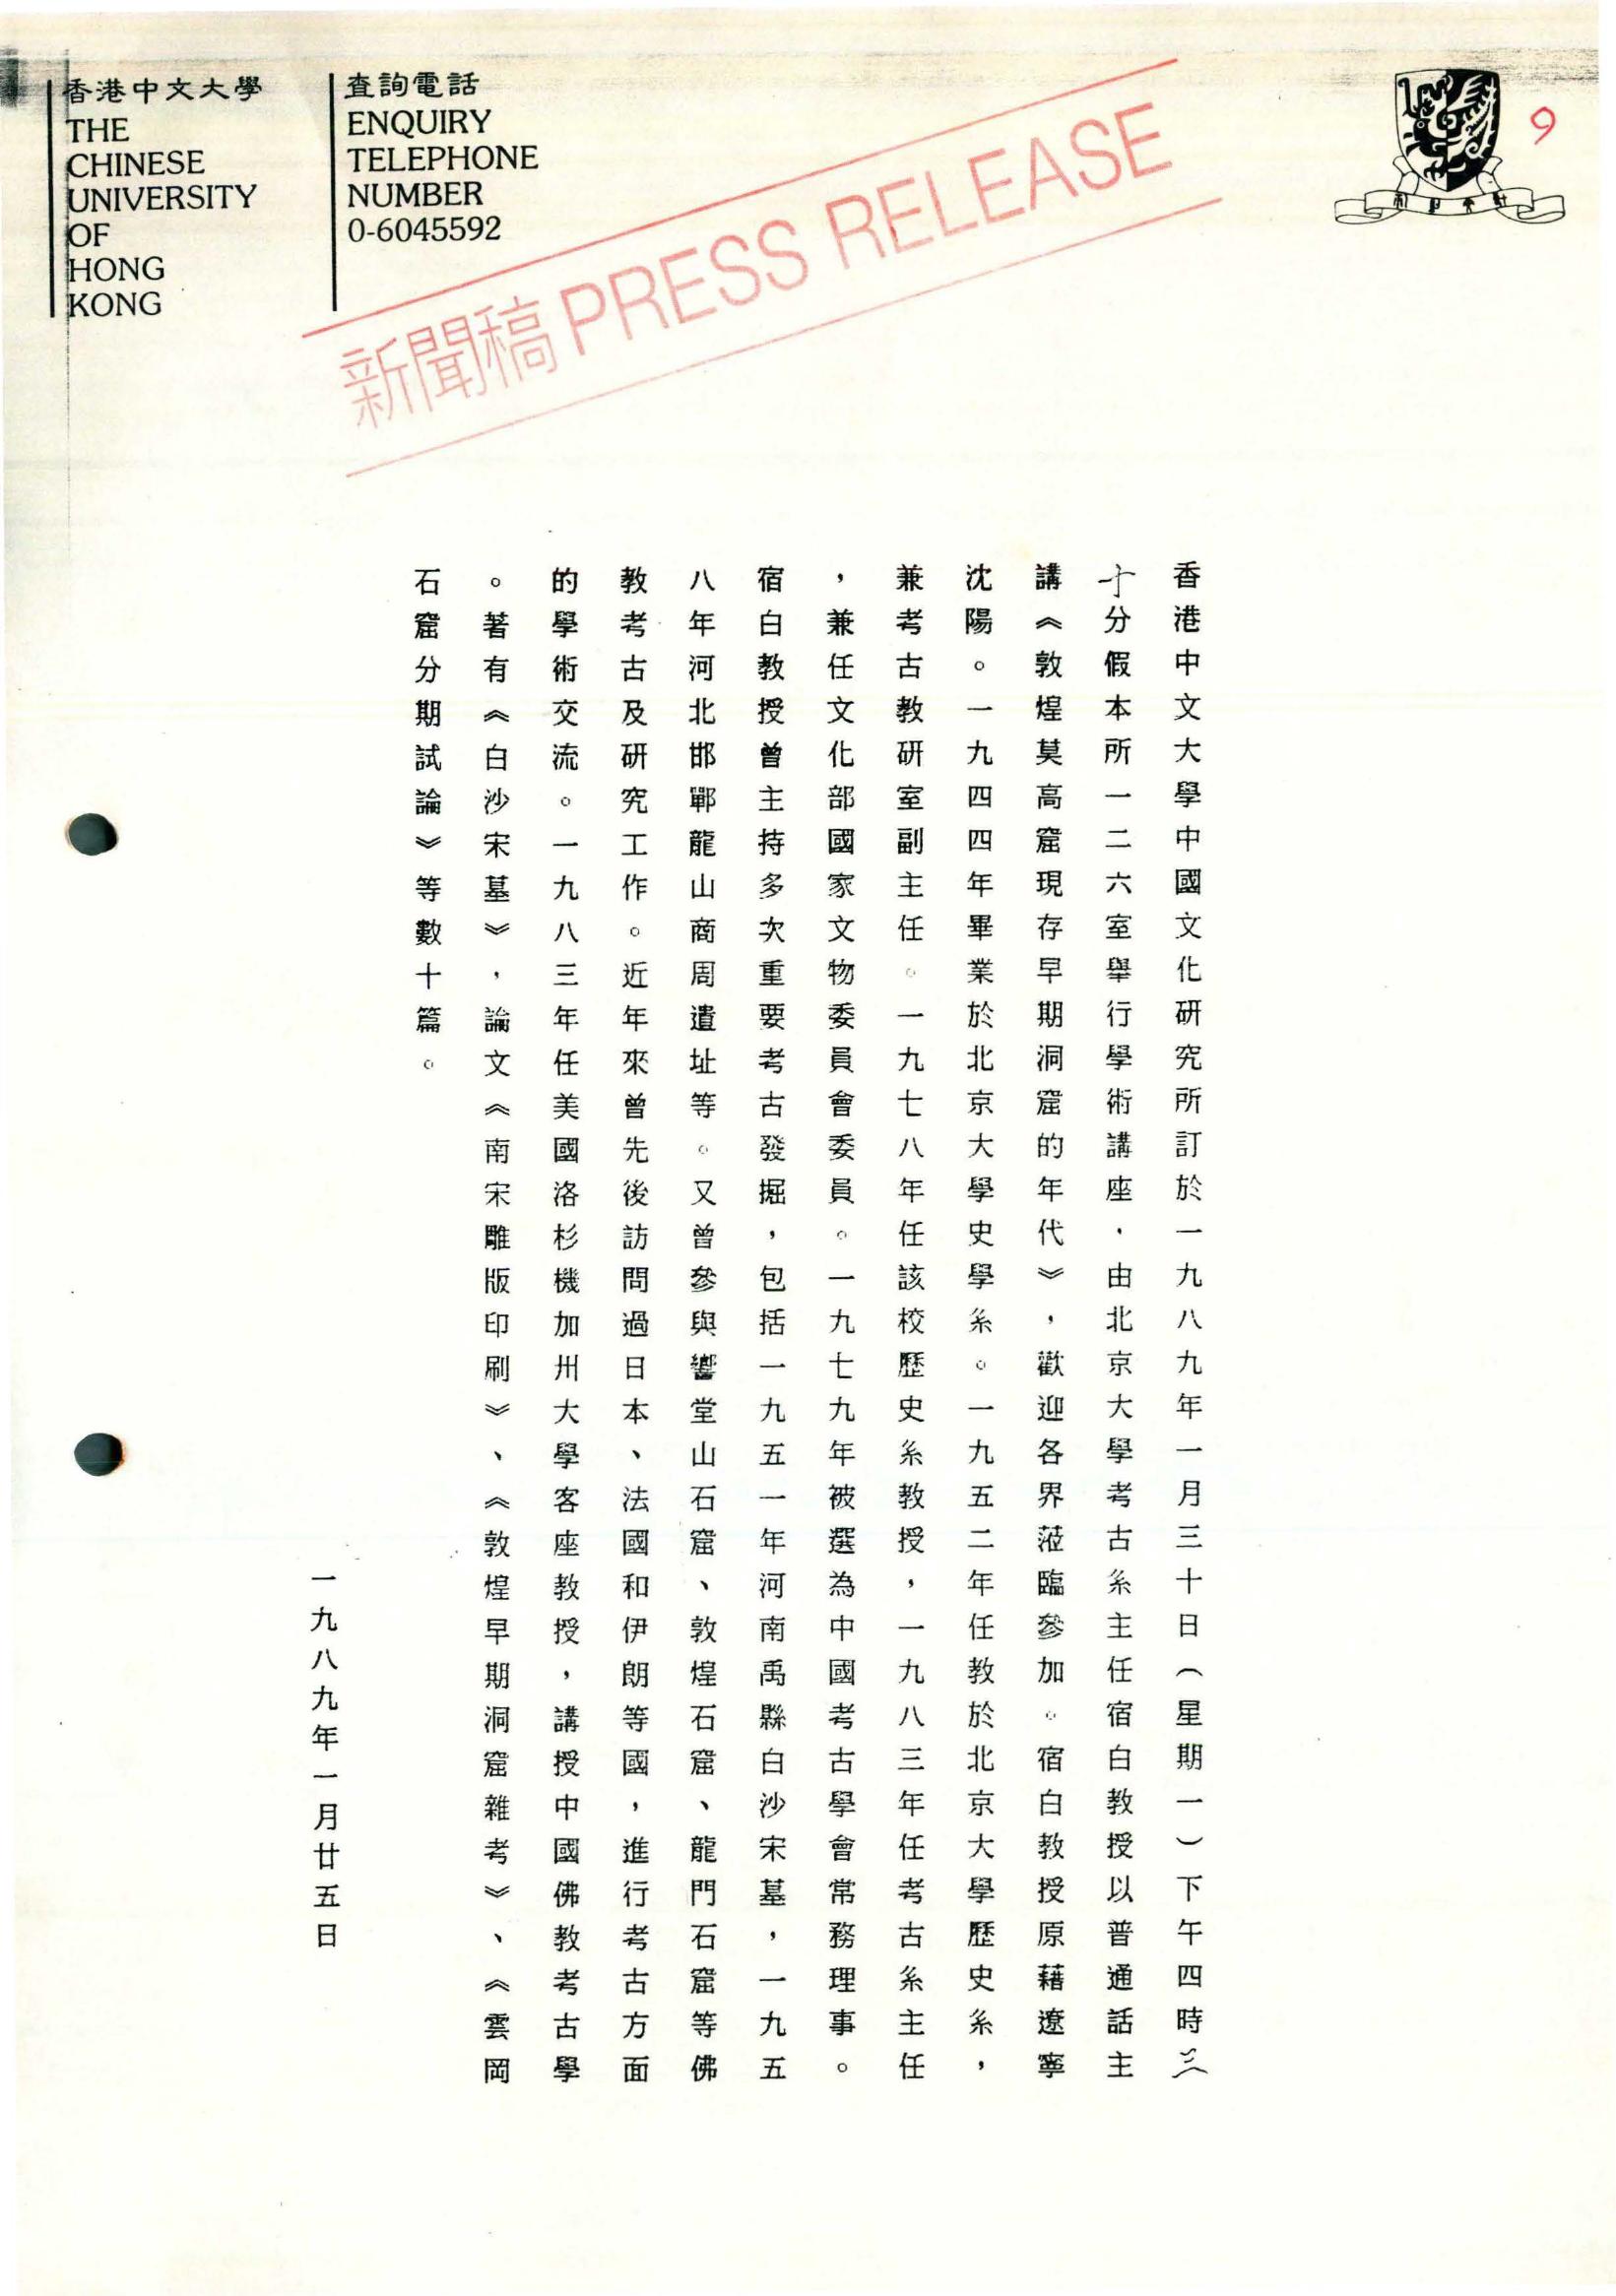 香港中文大學
THE
CHINESE
UNIVERSITY
OF
HONG
KONG
查詢電話
ENQUIRY
TELEPHONE
NUMBER
0-6045592
新聞稿 PRESS RELEASE
9
香港中文大學中國文化研究所訂於一九八九年一月三十日（星期一）下午四時三
十分假本所一二六室舉行學術講座，由北京大學考古系主任宿白教授以普通話主
講《敦煌莫高窟現存早期洞窟的年代》，歡迎各界蒞臨參加。宿白教授原藉遼寧
沈陽。一九四四年畢業於北京大學史學系。一九五二年任教於北京大學歷史系，
兼考古教研室副主任。一九七八年任該校歷史系教授，一九八三年任考古系主任
，兼任文化部國家文物委員會委員。一九七九年被選為中國考古學會常務理事。
宿白教授曾主持多次重要考古發掘，包括一九五一年河南禹縣白沙宋墓，一九五
八年河北邯鄲龍山商周遺址等。又曾參與響堂山石窟、敦煌石窟、龍門石窟等佛
教考古及研究工作。近年來曾先後訪問過日本、法國和伊朗等國，進行考古方面
的學術交流。一九八三年任美國洛杉機加州大學客座教授，講授中國佛教考古學
。著有《白沙宋墓》，論文《南宋雕版印刷》、《敦煌早期洞窟雜考》、《雲岡
石窟分期試論》等數十篇。
一九八九年一月廿五日